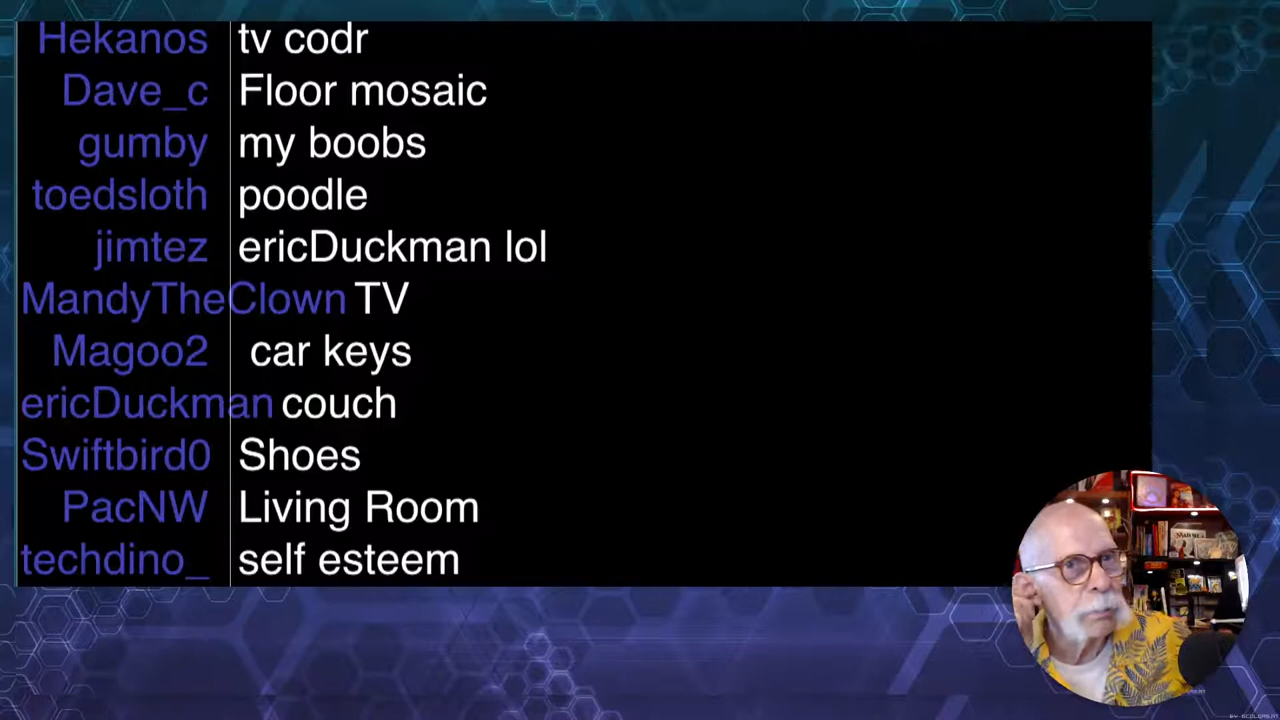 Hekanos tv codr
Dave_c Floor mosaic
gumby my boobs
toedsloth poodle
jimtez ericDuckman lol
MandyTheClown TV
Magoo2 car keys
ericDuckman couch
Swiftbird0 Shoes
PacNW Living Room
techdino_ self esteem